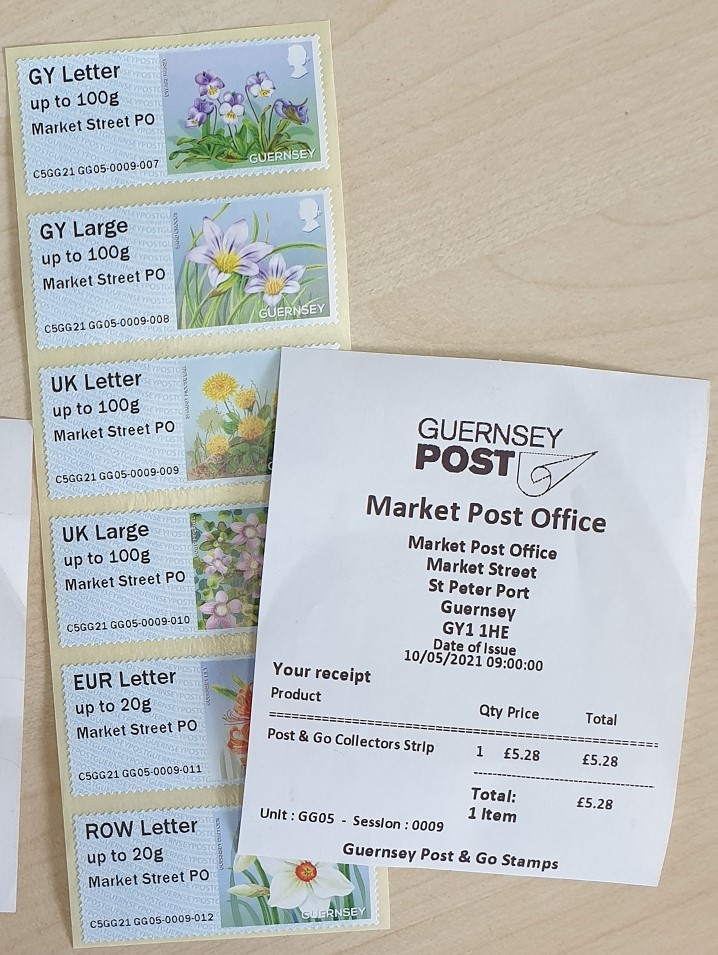 GY Letter
up to 100g
Market Street PO
C5GG21 GG05-0009-007
GUERNSEY
GY Large
up to 100g
Market Street PO
C5GG21 GG05-0009-008
GUERNSEY
UK Letter
up to 100g
Market Street PO
C5GG21 GG05-0009-009
G
UK Large
up to 100g
Market Street PO
C5GG21 GG05-0009-010
EUR Letter
up to 20g
Market Street PO
C5GG21 GG05-0009-011
ROW Letter
up to 20g
Market Street PO
C5GG21 GG05-0009-012
GUERNSEY
GUERNSEY
POST
Market Post Office
Market Post Office
Market Street
St Peter Port
Guernsey
GY1 1HE
Date of Issue
10/05/2021 09:00:00
Your receipt
Product Qty Price Total
Post & Go Collectors Strip 1 £5.28 £5.28
Total: £5.28
1 Item
Unit : GG05 - Session : 0009
Guernsey Post & Go Stamps